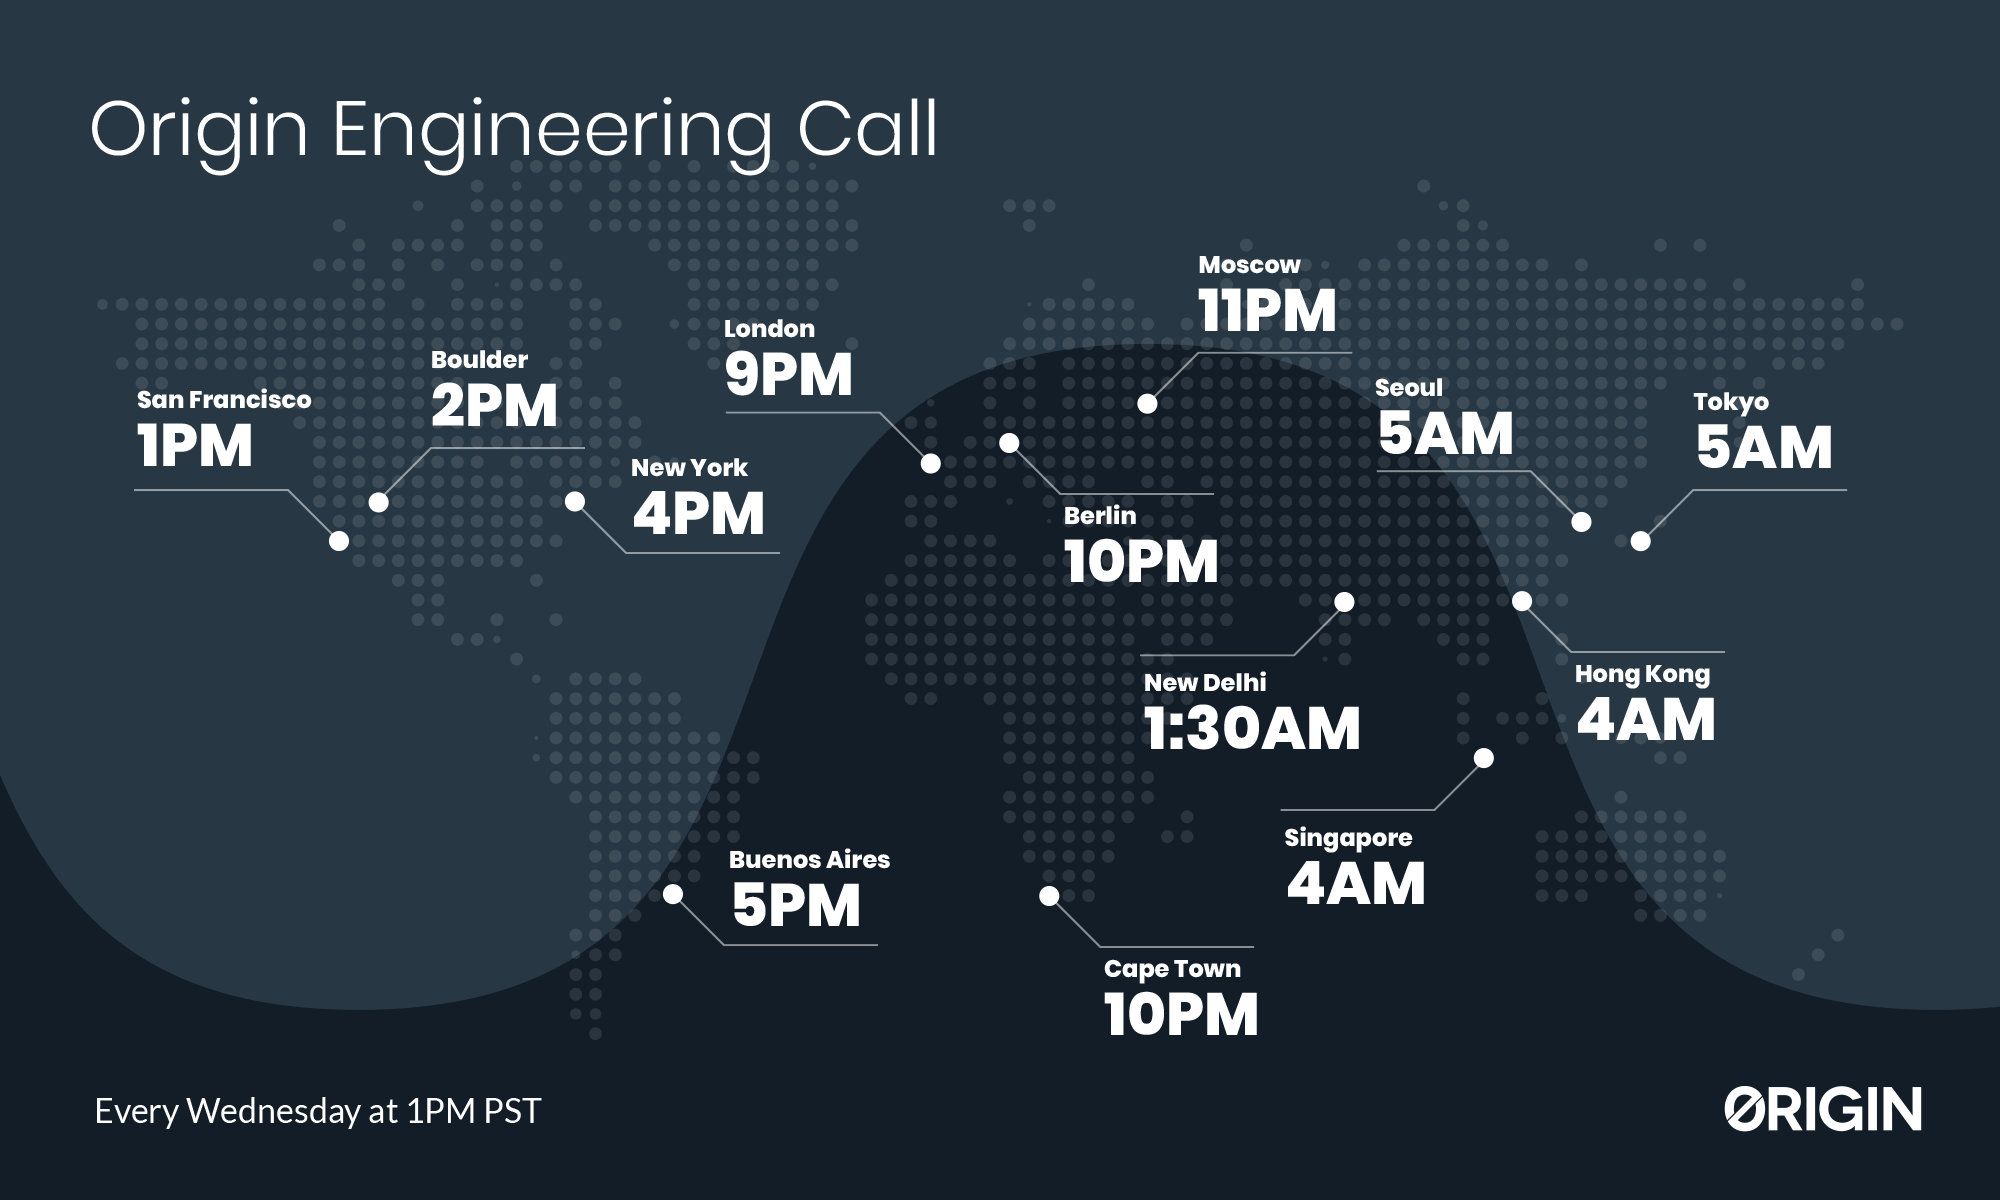 Origin Engineering Call
Moscow
11PM
London
9PM
Boulder
2PM
San Francisco
1PM
Seoul
5AM
Tokyo
5AM
New York
4PM
Berlin
10PM
New Delhi
1:30AM
Hong Kong
4AM
Singapore
4AM
Buenos Aires
5PM
Cape Town
10PM
Every Wednesday at 1PM PST
ORIGIN